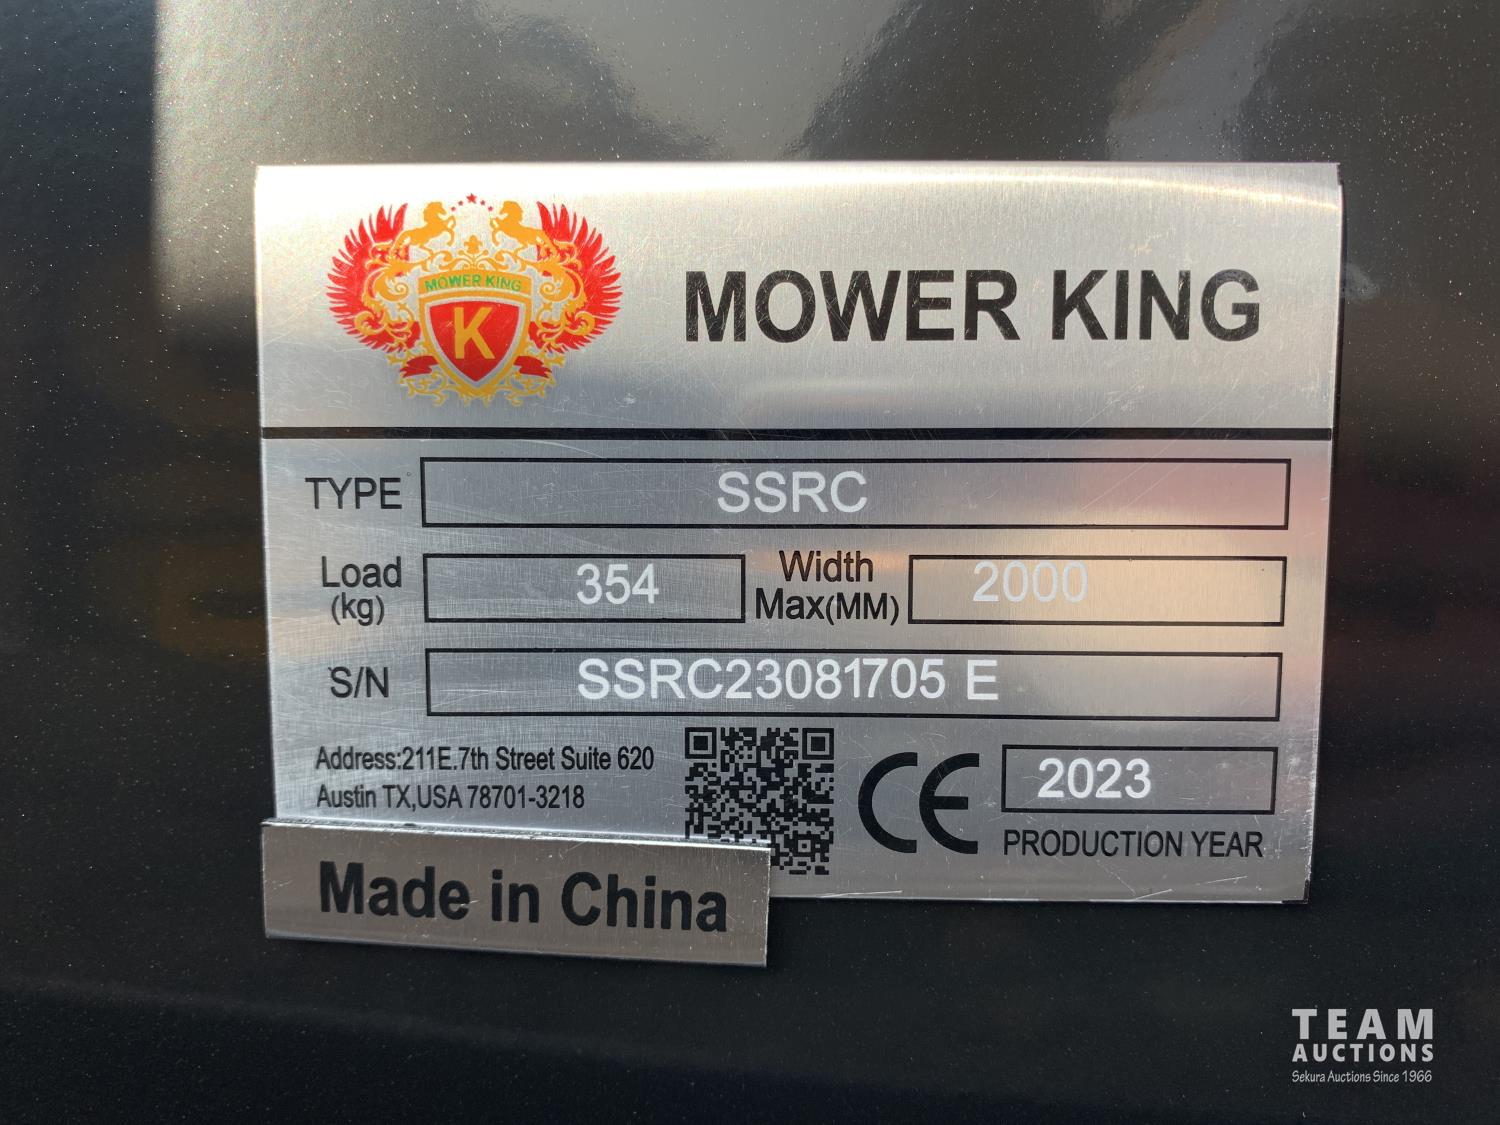 MOWER KING
K
MOWER KING
TYPE SSRC
Load (kg) 354 Width Max(MM) 2000
S/N SSRC23081705 E
Address:211E.7th Street Suite 620
Austin TX,USA 78701-3218
CE 2023
PRODUCTION YEAR
Made in China
TEAM
AUCTIONS
Sekura Auctions Since 1966